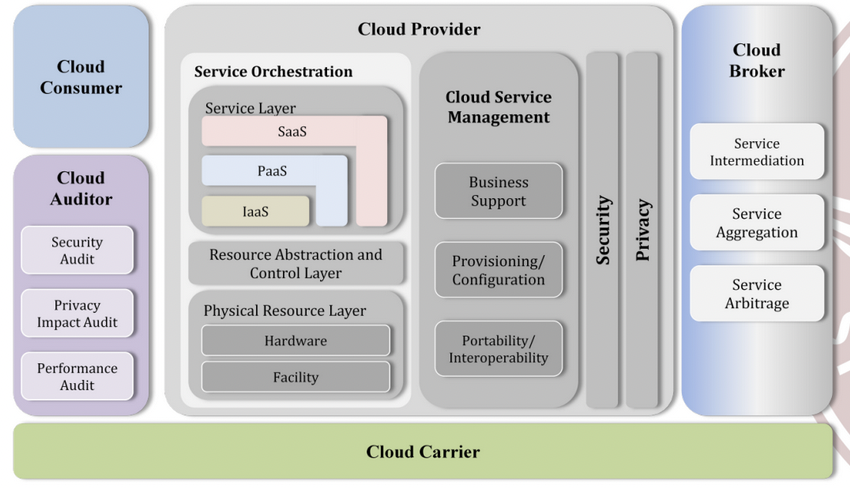 Cloud
Consumer
Cloud
Auditor
Security
Audit
Privacy
Impact Audit
Performance
Audit
Cloud Provider
Service Orchestration
Service Layer
SaaS
PaaS
IaaS
Resource Abstraction and
Control Layer
Physical Resource Layer
Hardware
Facility
Cloud Service
Management
Business
Support
Provisioning/
Configuration
Portability/
Interoperability
Security
Privacy
Cloud
Broker
Service
Intermediation
Service
Aggregation
Service
Arbitrage
Cloud Carrier